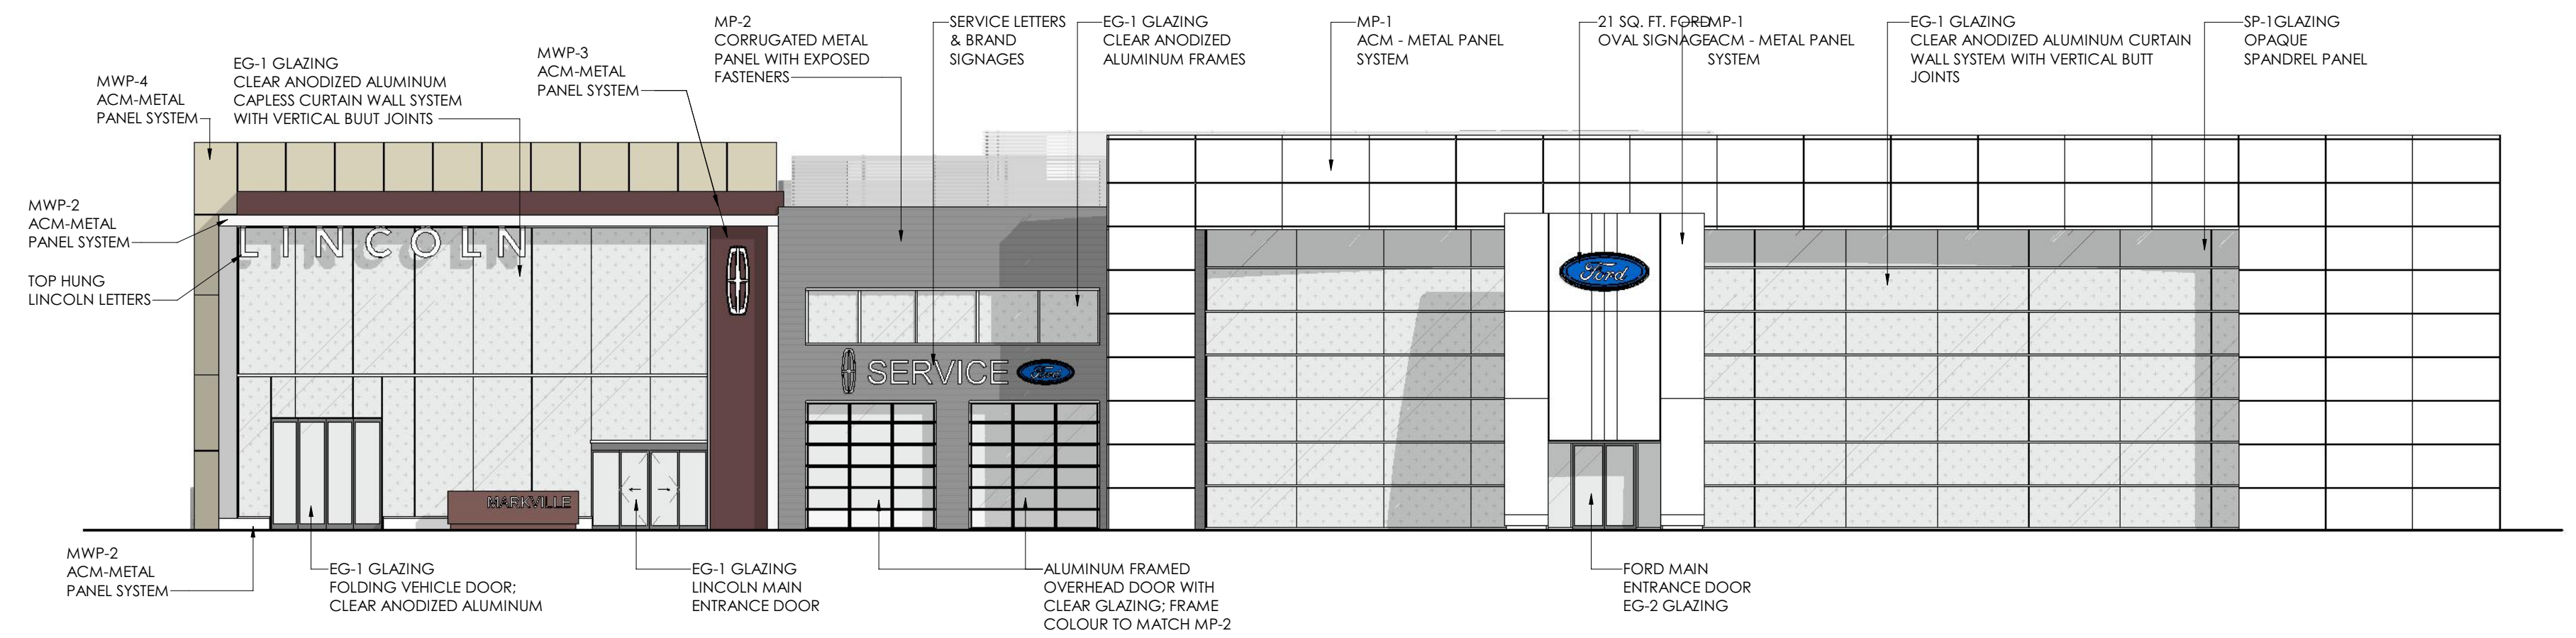 MWP-4
ACM-METAL
PANEL SYSTEM
EG-1 GLAZING
CLEAR ANODIZED ALUMINUM
CAPLESS CURTAIN WALL SYSTEM
WITH VERTICAL BUUT JOINTS
MWP-3
ACM-METAL
PANEL SYSTEM
MP-2
CORRUGATED METAL
PANEL WITH EXPOSED
FASTENERS
SERVICE LETTERS
& BRAND
SIGNAGES
EG-1 GLAZING
CLEAR ANODIZED
ALUMINUM FRAMES
MP-1
ACM - METAL PANEL
SYSTEM
21 SQ. FT. FORD
OVAL SIGNAGE
MP-1
ACM - METAL PANEL
SYSTEM
EG-1 GLAZING
CLEAR ANODIZED ALUMINUM CURTAIN
WALL SYSTEM WITH VERTICAL BUTT
JOINTS
SP-1GLAZING
OPAQUE
SPANDREL PANEL
MWP-2
ACM-METAL
PANEL SYSTEM
TOP HUNG
LINCOLN LETTERS
LINCOLN
Ford
SERVICE
Ford
MARKVILLE
MWP-2
ACM-METAL
PANEL SYSTEM
EG-1 GLAZING
FOLDING VEHICLE DOOR;
CLEAR ANODIZED ALUMINUM
EG-1 GLAZING
LINCOLN MAIN
ENTRANCE DOOR
ALUMINUM FRAMED
OVERHEAD DOOR WITH
CLEAR GLAZING; FRAME
COLOUR TO MATCH MP-2
FORD MAIN
ENTRANCE DOOR
EG-2 GLAZING